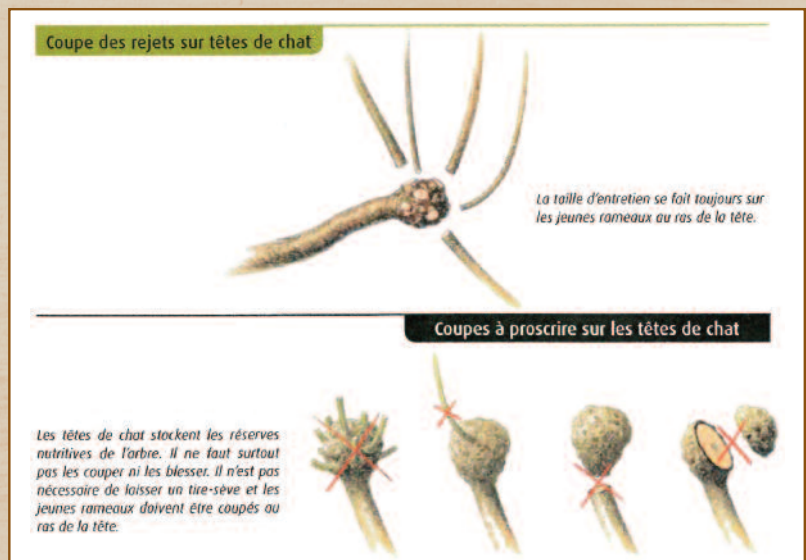 Coupe des rejets sur têtes de chat
La taille d'entretien se fait toujours sur
les jeunes rameaux au ras de la tête.
Coupes à proscrire sur les têtes de chat
Les têtes de chat stockent les réserves
nutritives de l'arbre. Il ne faut surtout
pas les couper ni les blesser. Il n'est pas
nécessaire de laisser un tire-sève et les
jeunes rameaux doivent être coupés au
ras de la tête.